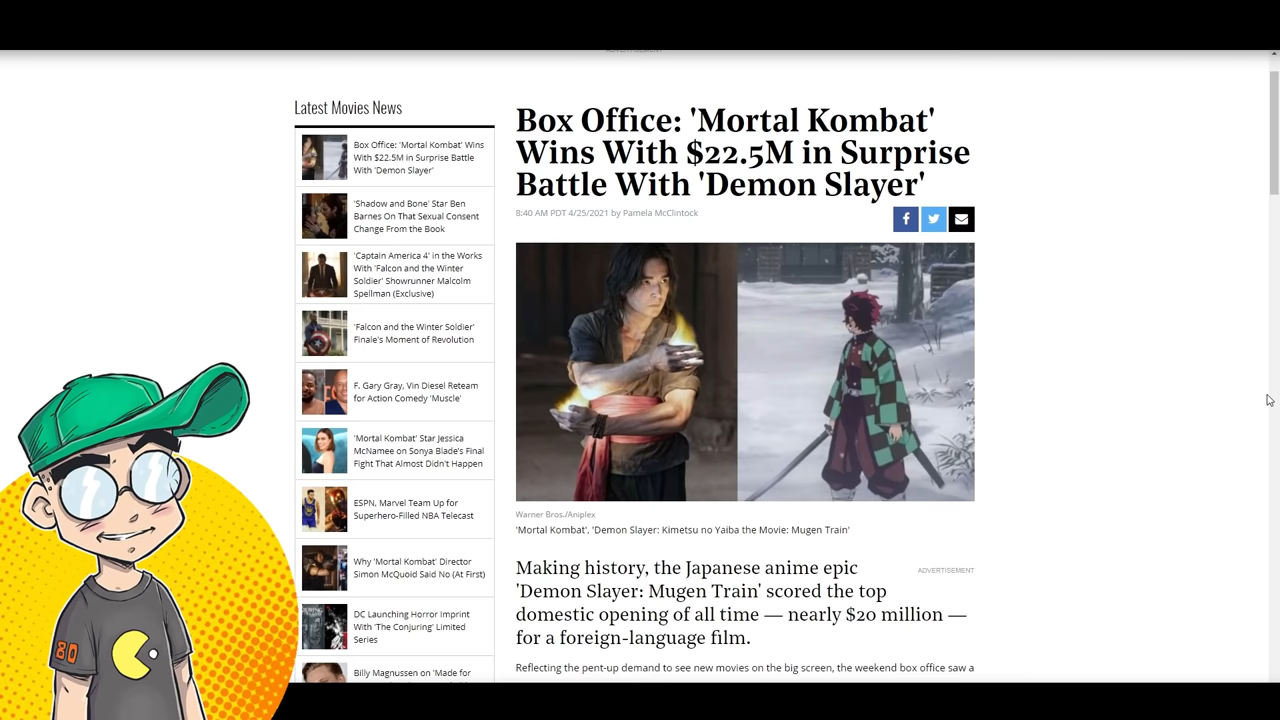 Latest Movies News
Box Office: 'Mortal Kombat' Wins
With $22.5M in Surprise Battle
With 'Demon Slayer'
'Shadow and Bone' Star Ben
Barnes On That Sexual Consent
Change From the Book
'Captain America 4' in the Works
With 'Falcon and the Winter
Soldier' Showrunner Malcolm
Spellman (Exclusive)
'Falcon and the Winter Soldier'
Finale's Moment of Revolution
F. Gary Gray, Vin Diesel Reteam
for Action Comedy 'Muscle'
'Mortal Kombat' Star Jessica
McNamee on Sonya Blade's Final
Fight That Almost Didn't Happen
ESPN, Marvel Team Up for
Superhero-Filled NBA Telecast
Why 'Mortal Kombat' Director
Simon McQuoid Said No (At First)
DC Launching Horror Imprint
With 'The Conjuring' Limited
Series
Billy Magnussen on 'Made for
Box Office: 'Mortal Kombat'
Wins With $22.5M in Surprise
Battle With 'Demon Slayer'
8:40 AM PDT 4/25/2021 by Pamela McClintock
Warner Bros./Aniplex
'Mortal Kombat', 'Demon Slayer: Kimetsu no Yaiba the Movie: Mugen Train'
Making history, the Japanese anime epic
'Demon Slayer: Mugen Train' scored the top
domestic opening of all time — nearly $20 million —
for a foreign-language film.
ADVERTISEMENT
Reflecting the pent-up demand to see new movies on the big screen, the weekend box office saw a
80